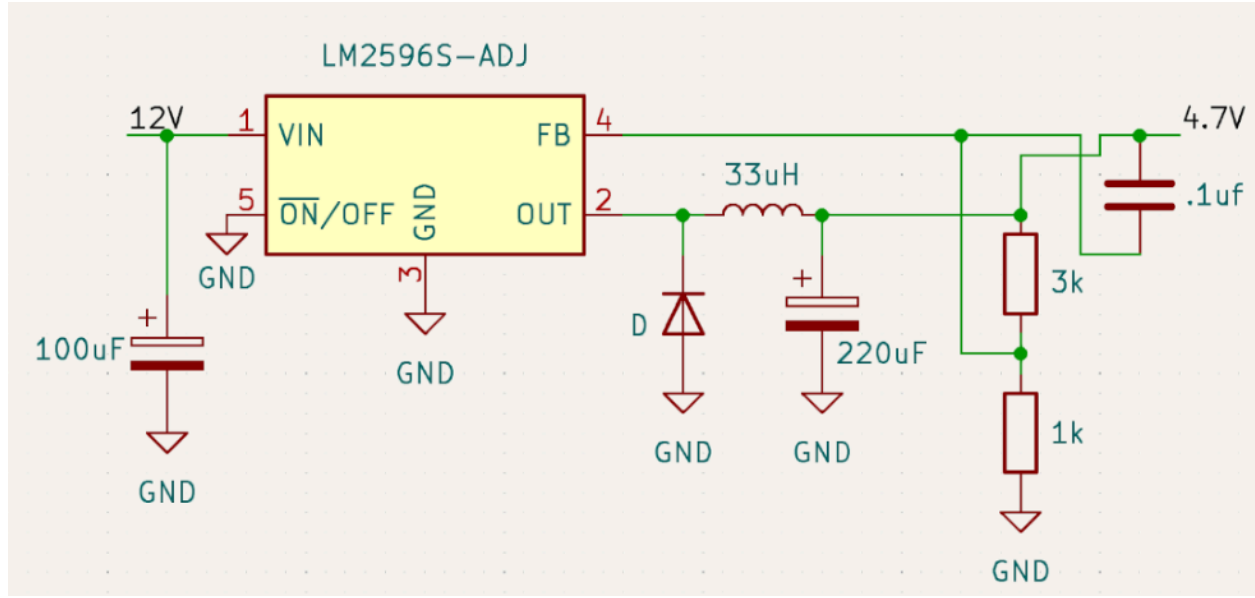 LM2596S-ADJ
12V
1
VIN
FB
4
4.7V
5
ON/OFF
GND
OUT
2
33uH
.1uf
GND
3
3k
D
100uF
220uF
GND
1k
GND
GND
GND
GND